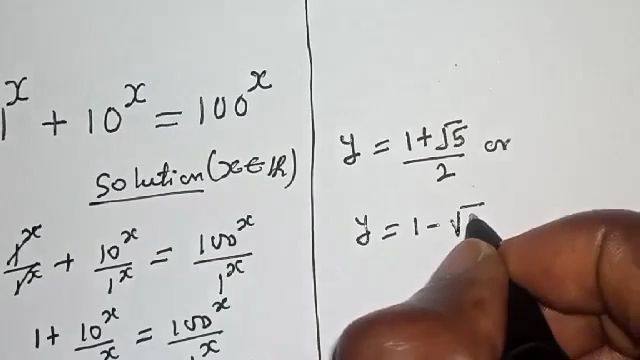 1^x + 10^x = 100^x
Solution (x∈ℝ)
1^x/1^x + 10^x/1^x = 100^x/1^x
1 + 10^x/1^x = 100^x/1^x
y = (1+√5)/2 or
y = 1-√